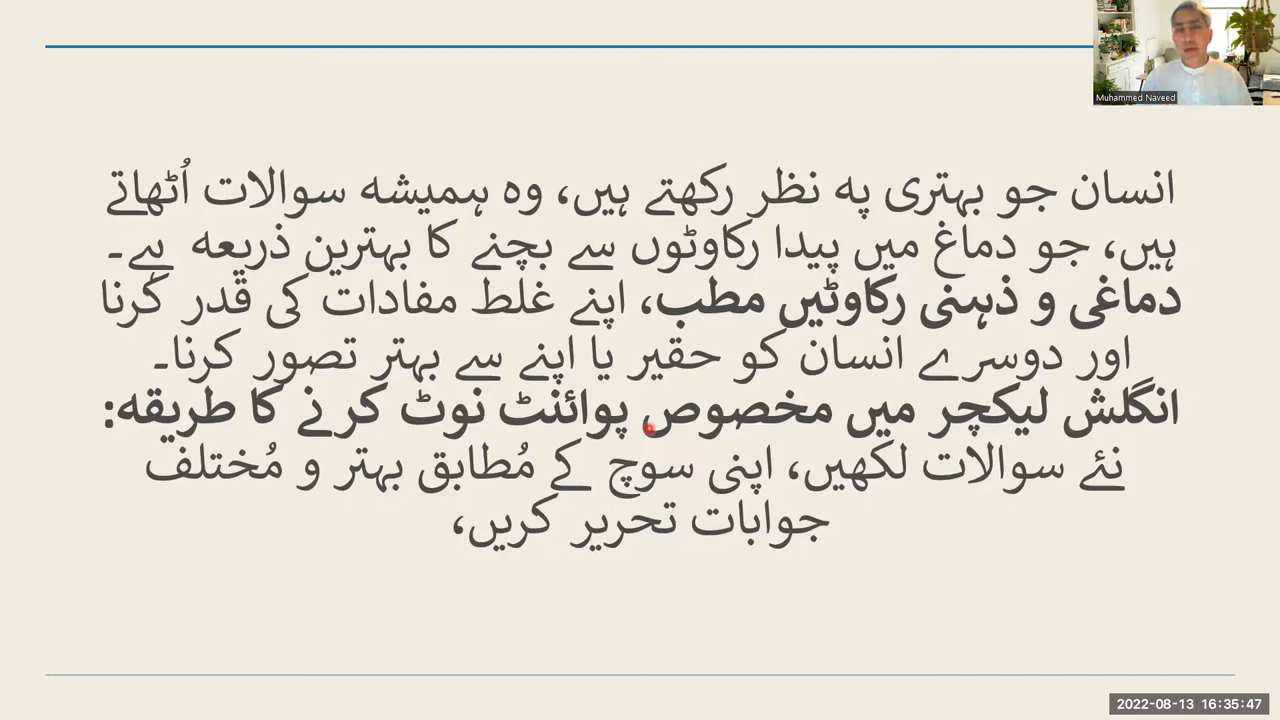 Muhammed Naveed
انسان جو بہتری پہ نظر رکھتے ہیں، وہ ہمیشہ سوالات اُٹھاتے
ہیں، جو دماغ میں پیدا رکاوٹوں سے بچنے کا بہترین ذریعہ ہے۔
دماغی و ذہنی رکاوٹیں مطب، اپنے غلط مفادات کی قدر کرنا
اور دوسرے انسان کو حقیر یا اپنے سے بہتر تصور کرنا۔
انگلش لیکچر میں مخصوص پوائنٹ نوٹ کرنے کا طریقہ:
نئے سوالات لکھیں، اپنی سوچ کے مُطابق بہتر و مُختلف
جوابات تحریر کریں،
2022-08-13 16:35:47